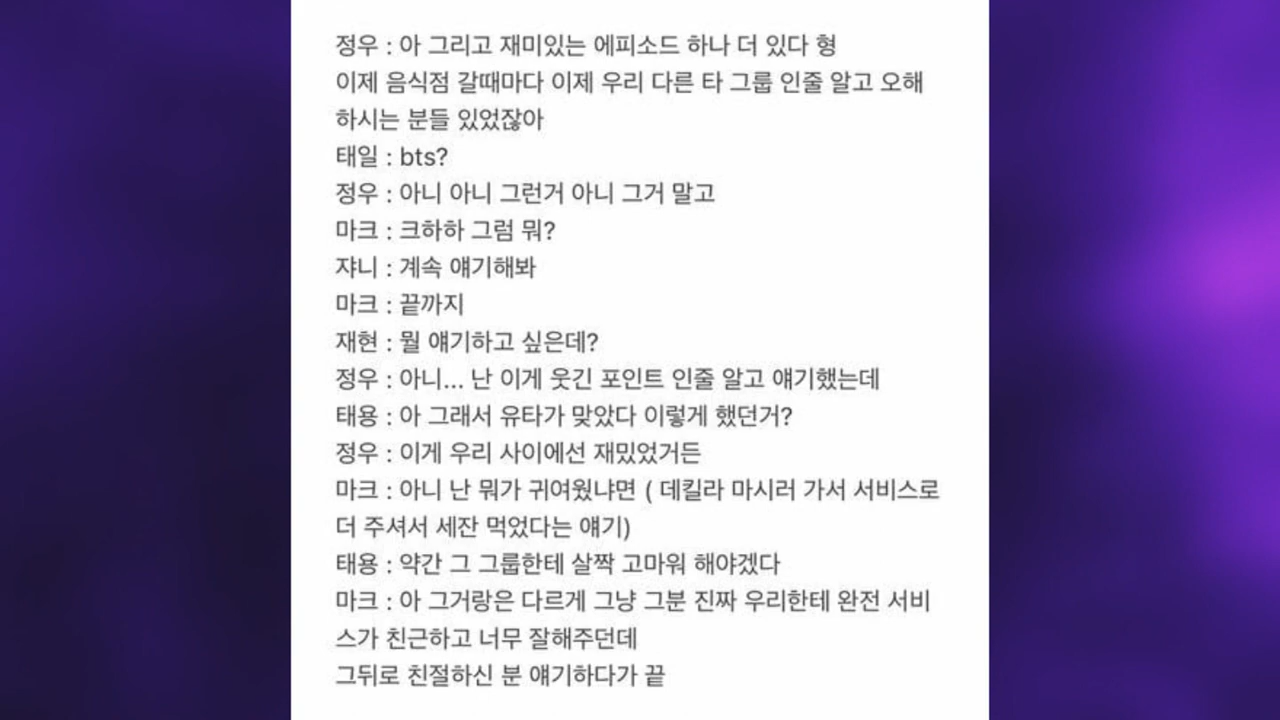 정우 : 아 그리고 재미있는 에피소드 하나 더 있다 형
이제 음식점 갈때마다 이제 우리 다른 타 그룹 인줄 알고 오해
하시는 분들 있었잖아
태일 : bts?
정우 : 아니 아니 그런거 아니 그거 말고
마크 : 크하하 그럼 뭐?
쟈니 : 계속 얘기해봐
마크 : 끝까지
재현 : 뭘 얘기하고 싶은데?
정우 : 아니... 난 이게 웃긴 포인트 인줄 알고 얘기했는데
태용 : 아 그래서 유타가 맞았다 이렇게 했던거?
정우 : 이게 우리 사이에선 재밌었거든
마크 : 아니 난 뭐가 귀여웠냐면 ( 데킬라 마시러 가서 서비스로
더 주셔서 세잔 먹었다는 얘기)
태용 : 약간 그 그룹한테 살짝 고마워 해야겠다
마크 : 아 그거랑은 다르게 그냥 그분 진짜 우리한테 완전 서비
스가 친근하고 너무 잘해주던데
그뒤로 친절하신 분 얘기하다가 끝